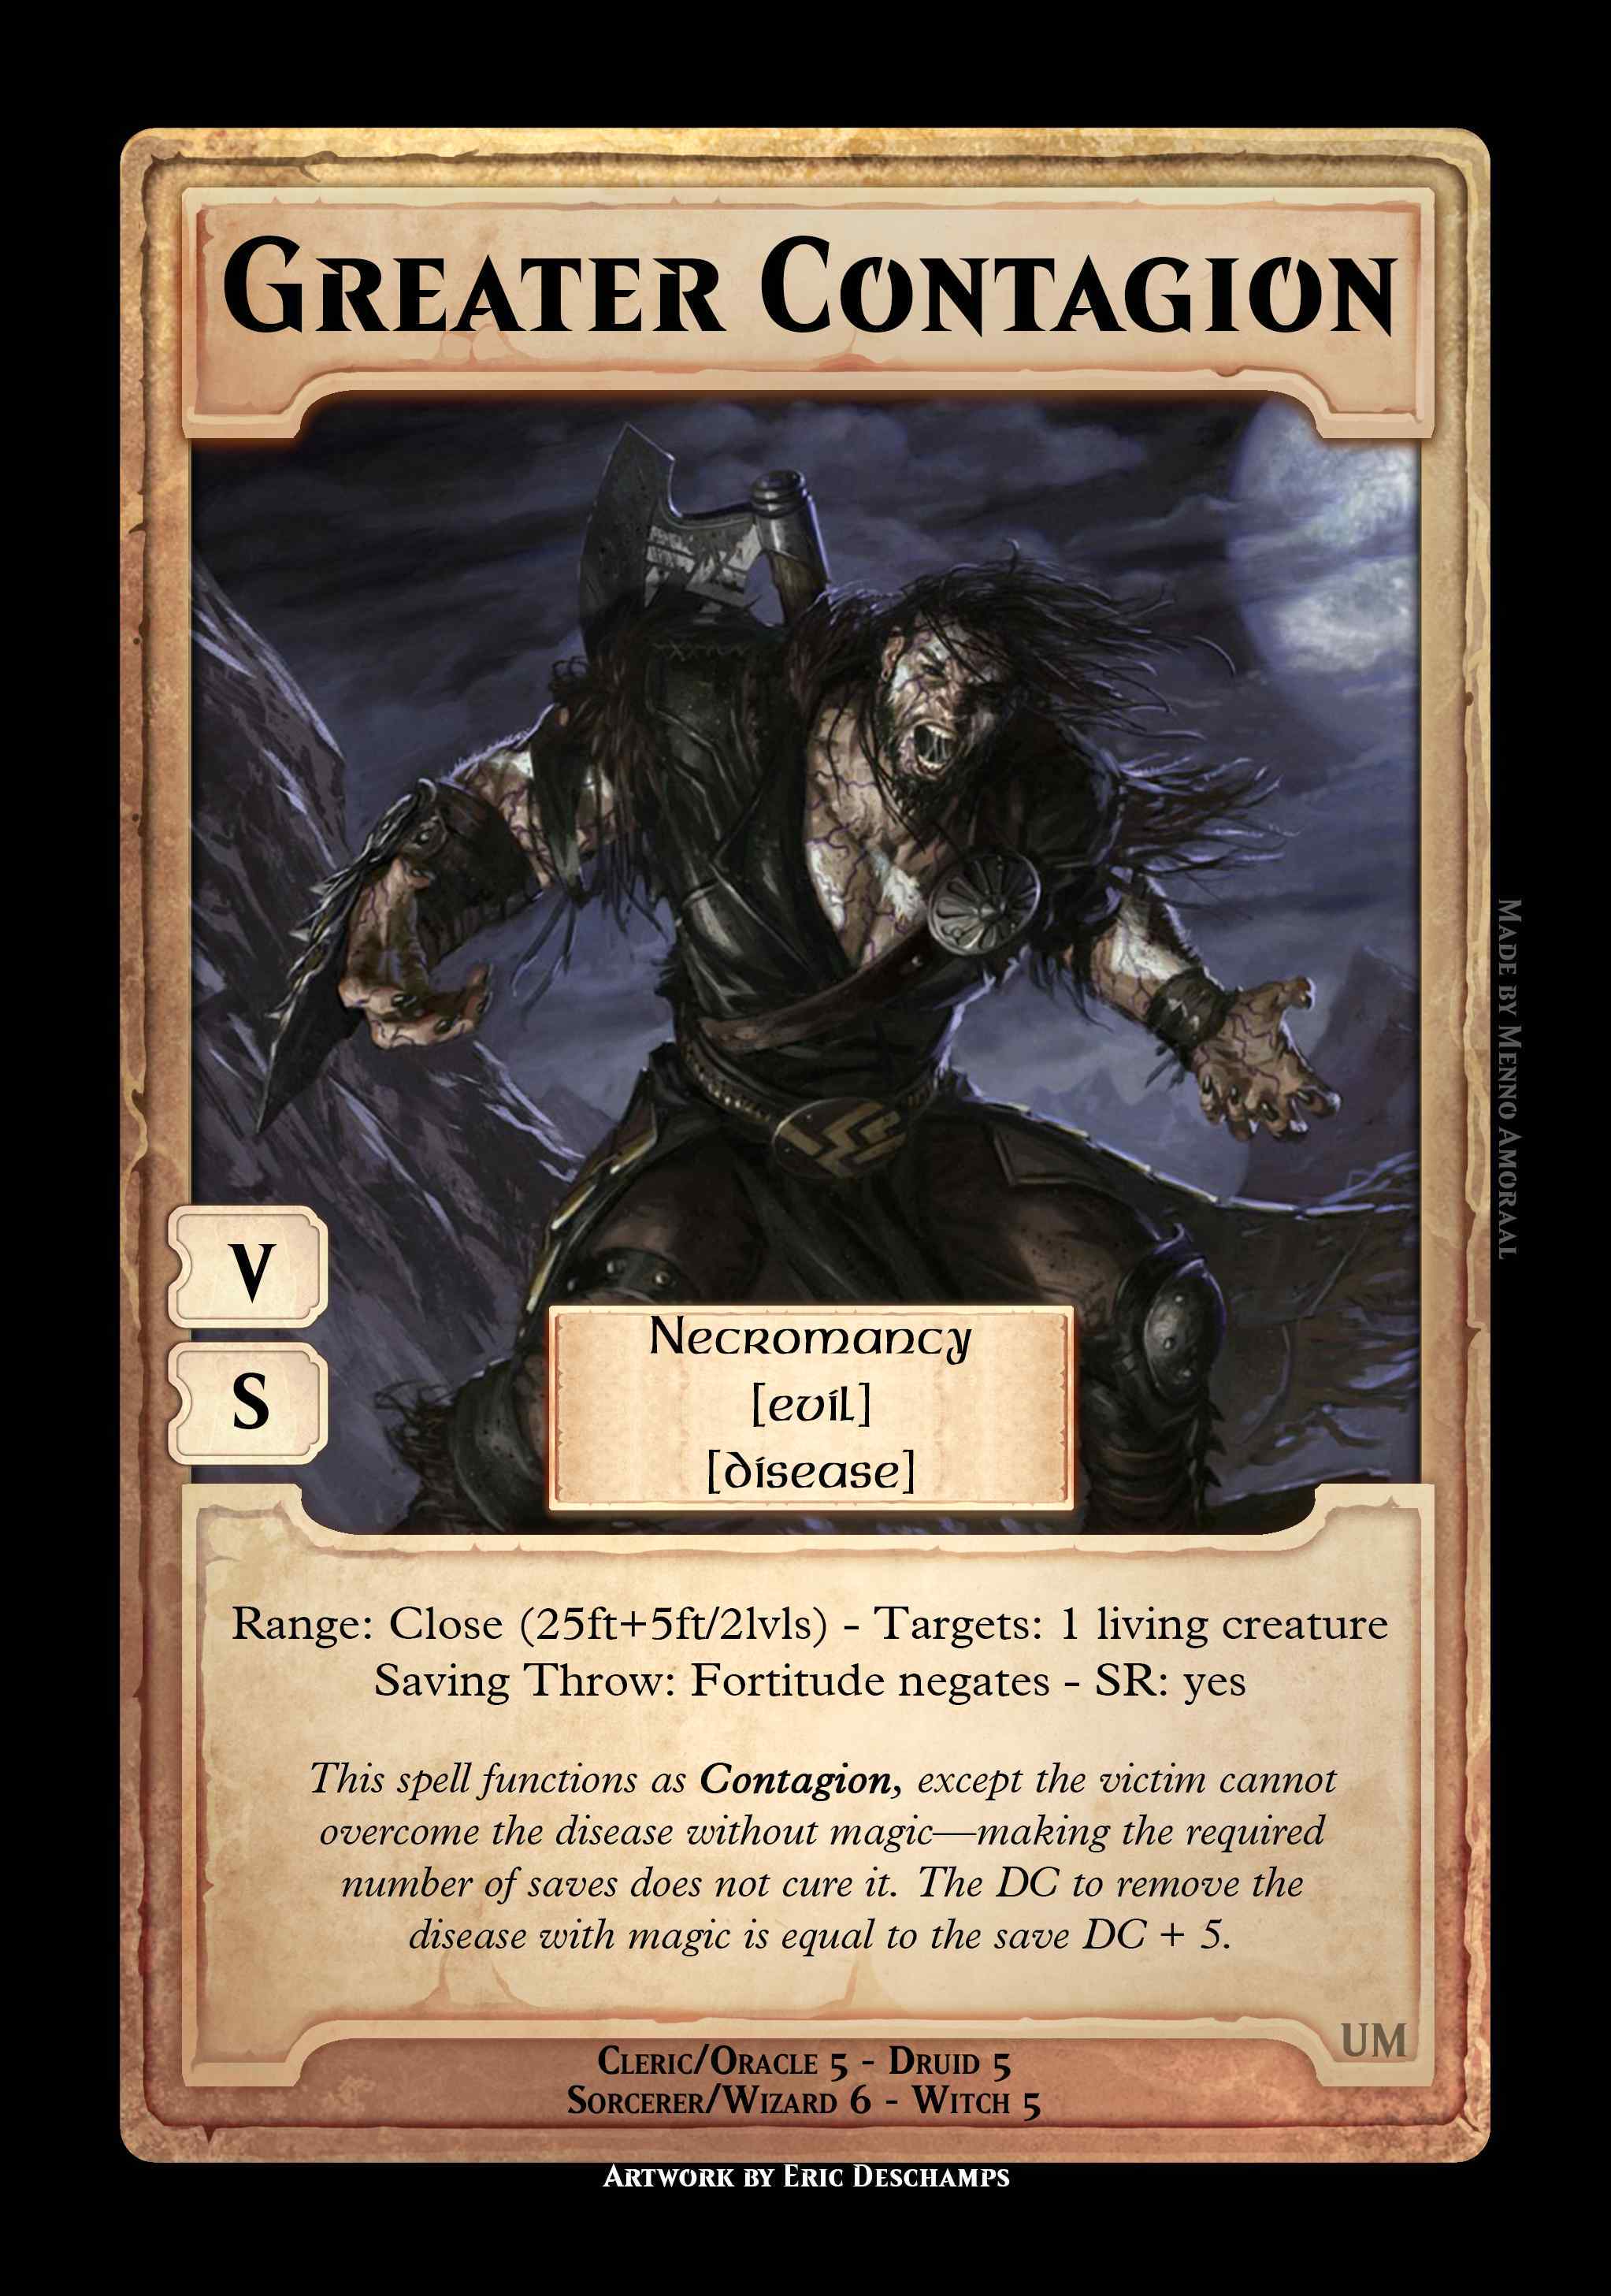 Greater Contagion
V
S
Necromancy
[evil]
[disease]
Range: Close (25ft+5ft/2lvls) - Targets: 1 living creature
Saving Throw: Fortitude negates - SR: yes
This spell functions as Contagion, except the victim cannot
overcome the disease without magic—making the required
number of saves does not cure it. The DC to remove the
disease with magic is equal to the save DC + 5.
UM
Cleric/Oracle 5 - Druid 5
Sorcerer/Wizard 6 - Witch 5
Artwork by Eric Deschamps
Made by Menno Amoraal